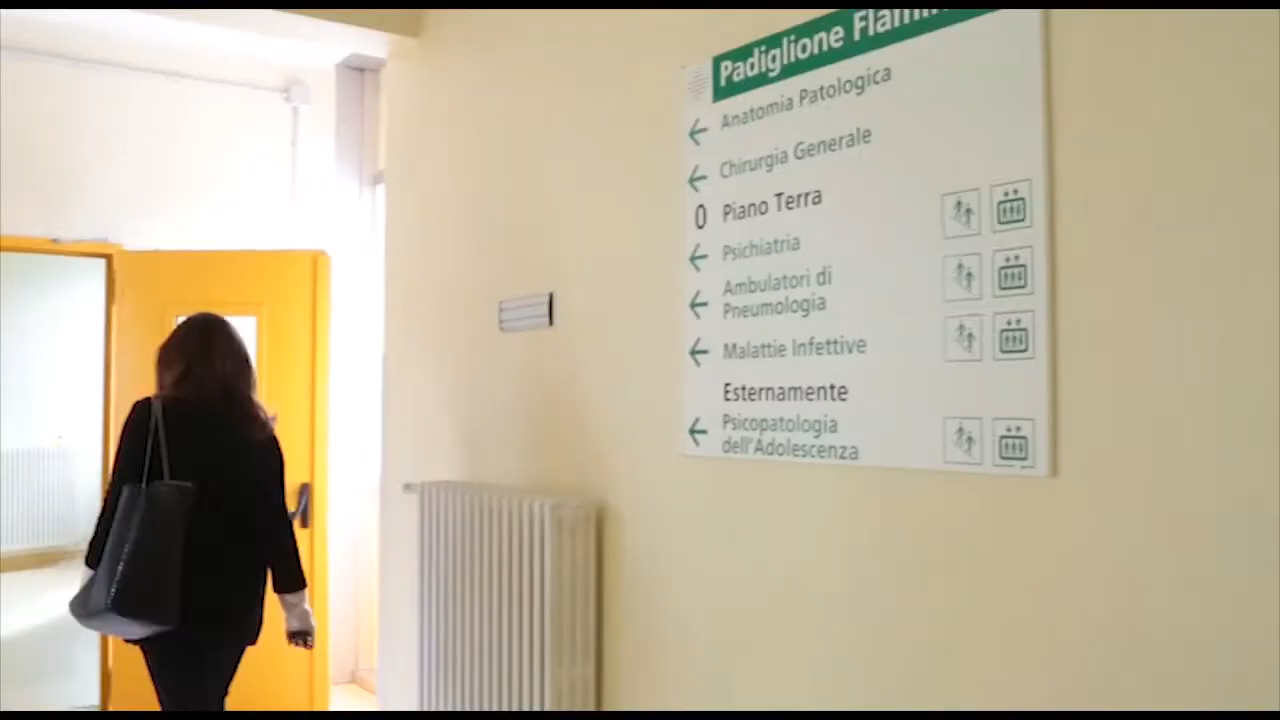 Padiglione
Anatomia Patologica
Chirurgia Generale
0 Piano Terra
Psichiatria
Ambulatori di
Pneumologia
Malattie Infettive
Esternamente
Psicopatologia
dell'Adolescenza